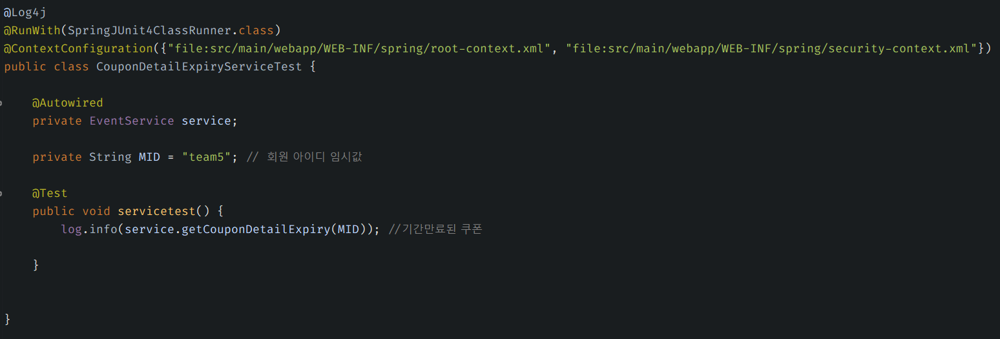 @Log4j
@RunWith(SpringJUnit4ClassRunner.class)
@ContextConfiguration({"file:src/main/webapp/WEB-INF/spring/root-context.xml", "file:src/main/webapp/WEB-INF/spring/security-context.xml"})
public class CouponDetailExpiryServiceTest {
@Autowired
private EventService service;
private String MID = "team5"; // 회원 아이디 임시값
@Test
public void servicetest() {
log.info(service.getCouponDetailExpiry(MID)); //기간만료된 쿠폰
}
}